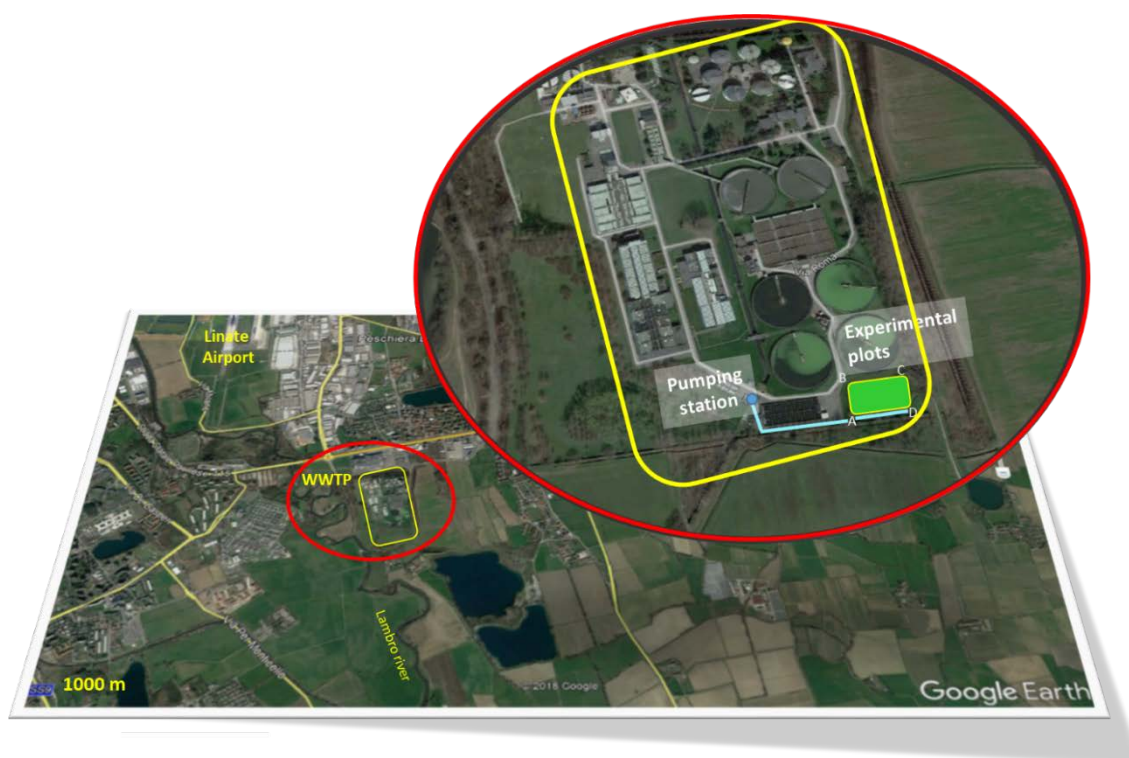 Experimental
plots
B
C
Pumping
station
A
D
Linate
Airport
WWTP
Lambro river
1000 m
© 2018 Google
Google Earth